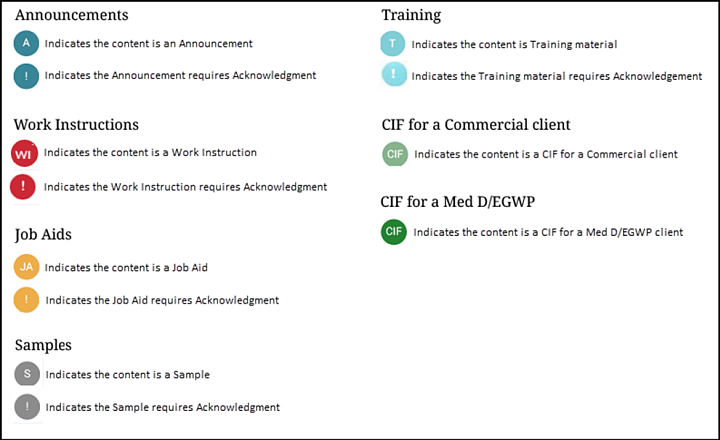 Announcements
A Indicates the content is an Announcement
! Indicates the Announcement requires Acknowledgment
Work Instructions
WI Indicates the content is a Work Instruction
! Indicates the Work Instruction requires Acknowledgment
Job Aids
JA Indicates the content is a Job Aid
! Indicates the Job Aid requires Acknowledgment
Samples
S Indicates the content is a Sample
! Indicates the Sample requires Acknowledgment
Training
T Indicates the content is Training material
! Indicates the Training material requires Acknowledgement
CIF for a Commercial client
CIF Indicates the content is a CIF for a Commercial client
CIF for a Med D/EGWP
CIF Indicates the content is a CIF for a Med D/EGWP client